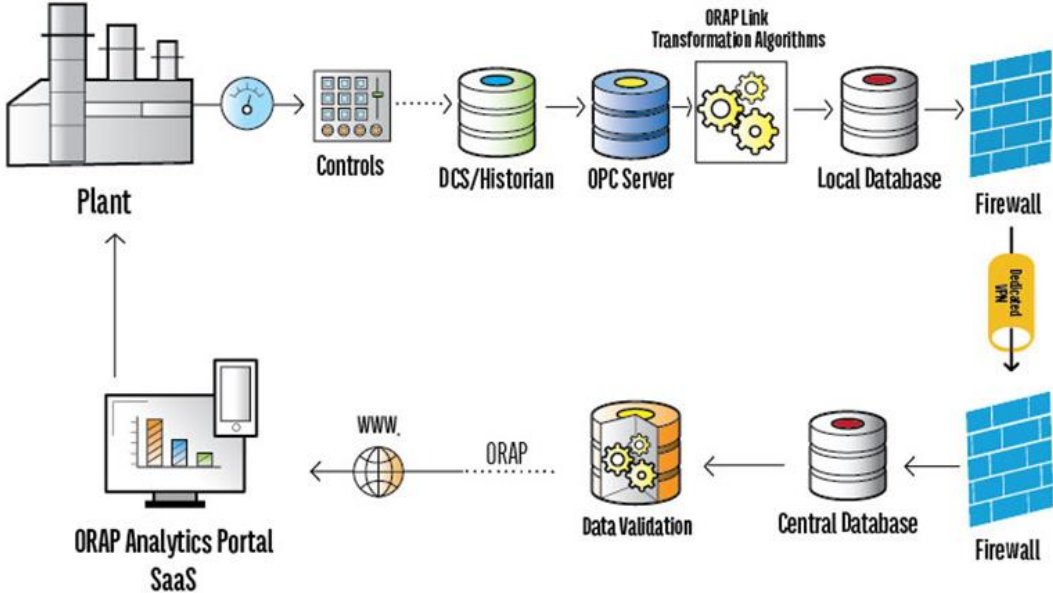 ORAP Link
Transformation Algorithms
Controls
DCS/Historian
OPC Server
Local Database
Plant
Firewall
Dedicated
VPN
WWW.
ORAP
Data Validation
Central Database
Firewall
ORAP Analytics Portal
SaaS